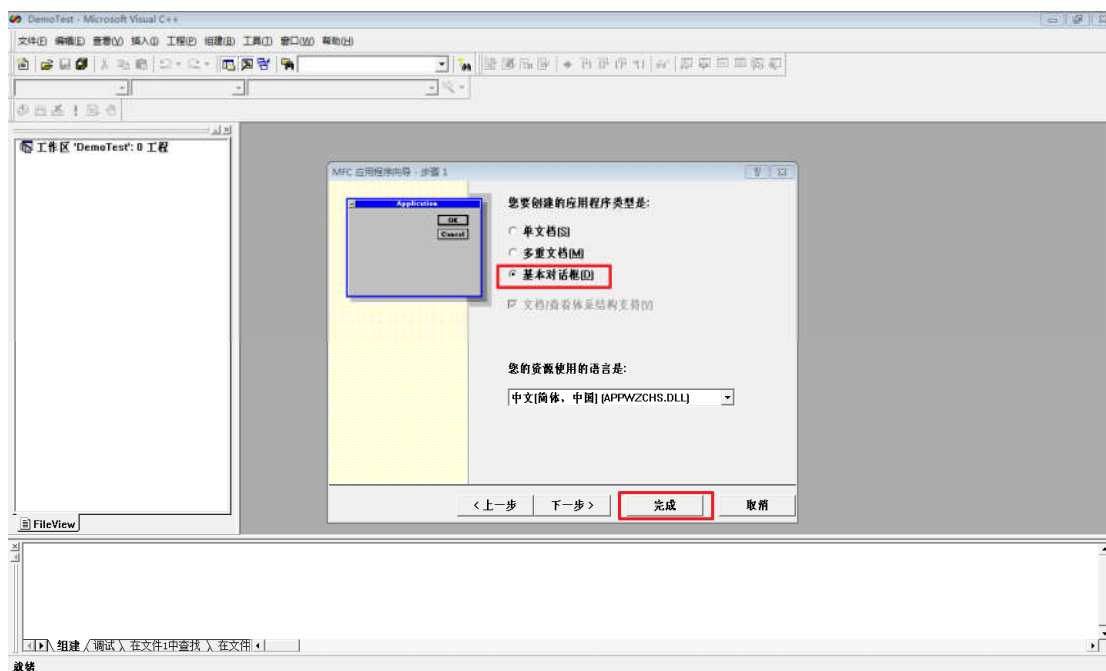 DemoTest - Microsoft Visual C++
文件(F) 编辑(E) 查看(V) 插入(I) 工程(P) 组建(B) 工具(T) 窗口(W) 帮助(H)
工作区 'DemoTest': 0 工程
MFC 应用程序向导 - 步骤 1
Application
OK
Cancel
您要创建的应用程序类型是:
单文档[S]
多重文档[M]
基本对话框[D]
文档/查看体系结构支持[V]
您的资源使用的语言是:
中文[简体, 中国] (APPWZCHS.DLL)
< 上一步
下一步 >
完成
取消
FileView
组建 调试 在文件1中查找 在文件
就绪